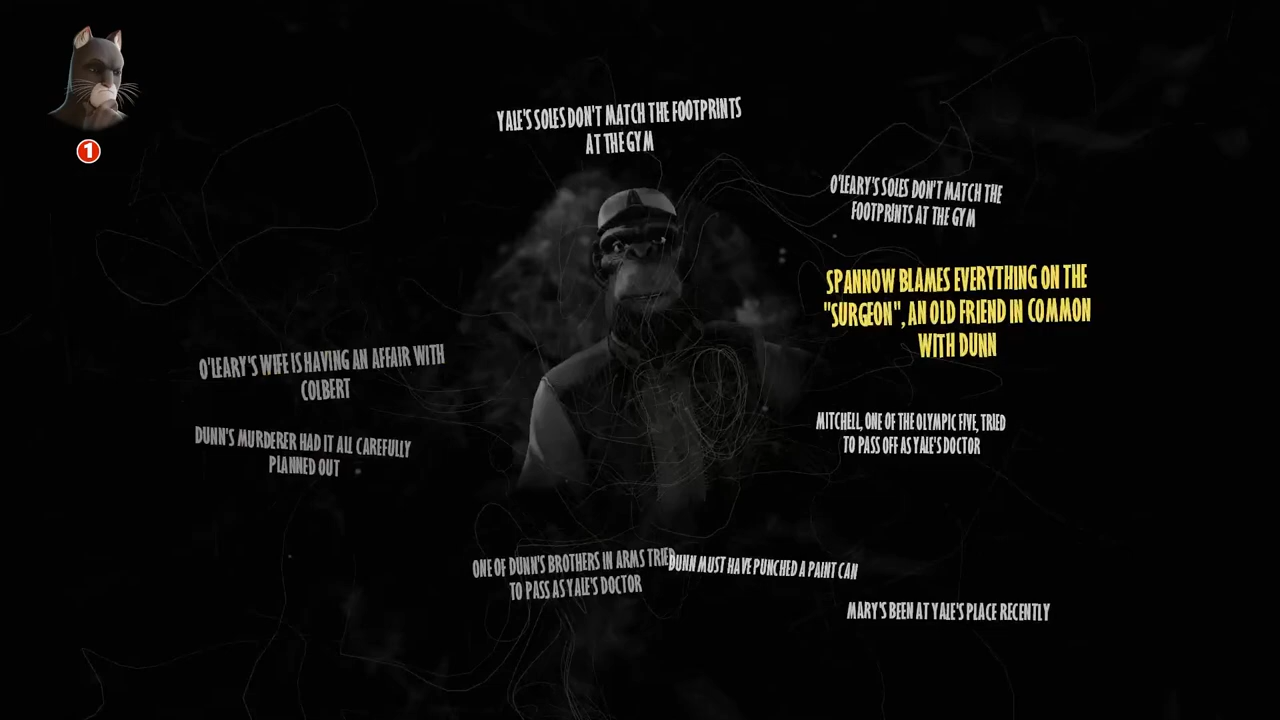 YALE'S SOLES DON'T MATCH THE FOOTPRINTS
AT THE GYM
O'LEARY'S SOLES DON'T MATCH THE
FOOTPRINTS AT THE GYM
SPANNOW BLAMES EVERYTHING ON THE
"SURGEON", AN OLD FRIEND IN COMMON
WITH DUNN
O'LEARY'S WIFE IS HAVING AN AFFAIR WITH
COLBERT
DUNN'S MURDERER HAD IT ALL CAREFULLY
PLANNED OUT
MITCHELL, ONE OF THE OLYMPIC FIVE, TRIED
TO PASS OFF AS YALE'S DOCTOR
ONE OF DUNN'S BROTHERS IN ARMS TRIED
TO PASS AS YALE'S DOCTOR
DUNN MUST HAVE PUNCHED A PAINT CAN
MARY'S BEEN AT YALE'S PLACE RECENTLY
1